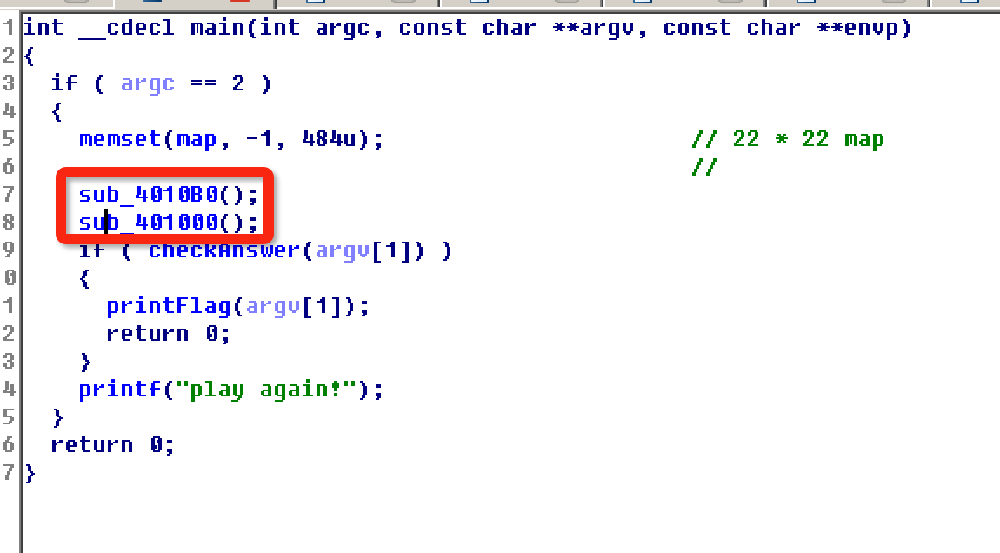 1 int __cdecl main(int argc, const char **argv, const char **envp)
2 {
3   if ( argc == 2 )
4   {
5     memset(map, -1, 484u);                      // 22 * 22 map
6                                                 //
7     sub_4010B0();
8     sub_401000();
9     if ( checkAnswer(argv[1]) )
0     {
1       printFlag(argv[1]);
2       return 0;
3     }
4     printf("play again!");
5   }
6   return 0;
7 }